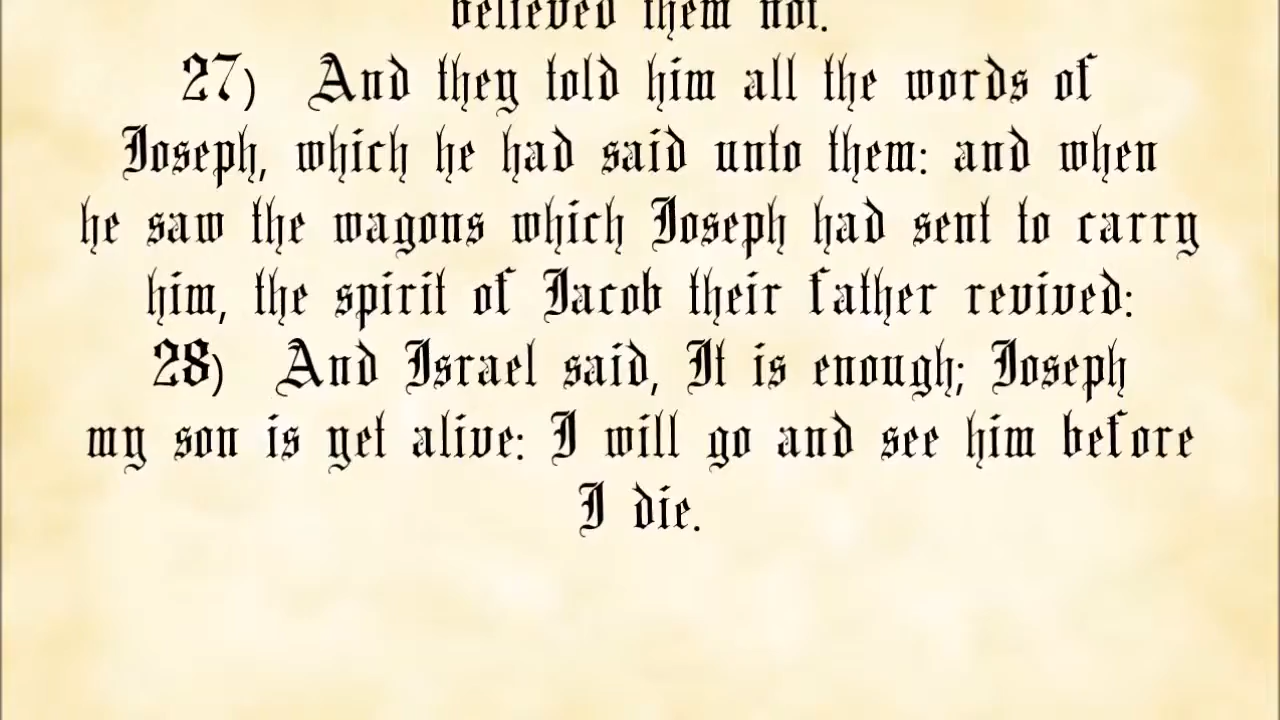 believed them not.
27) And they told him all the words of
Joseph, which he had said unto them: and when
he saw the wagons which Joseph had sent to carry
him, the spirit of Jacob their father revived:
28) And Israel said, It is enough; Joseph
my son is yet alive: I will go and see him before
I die.